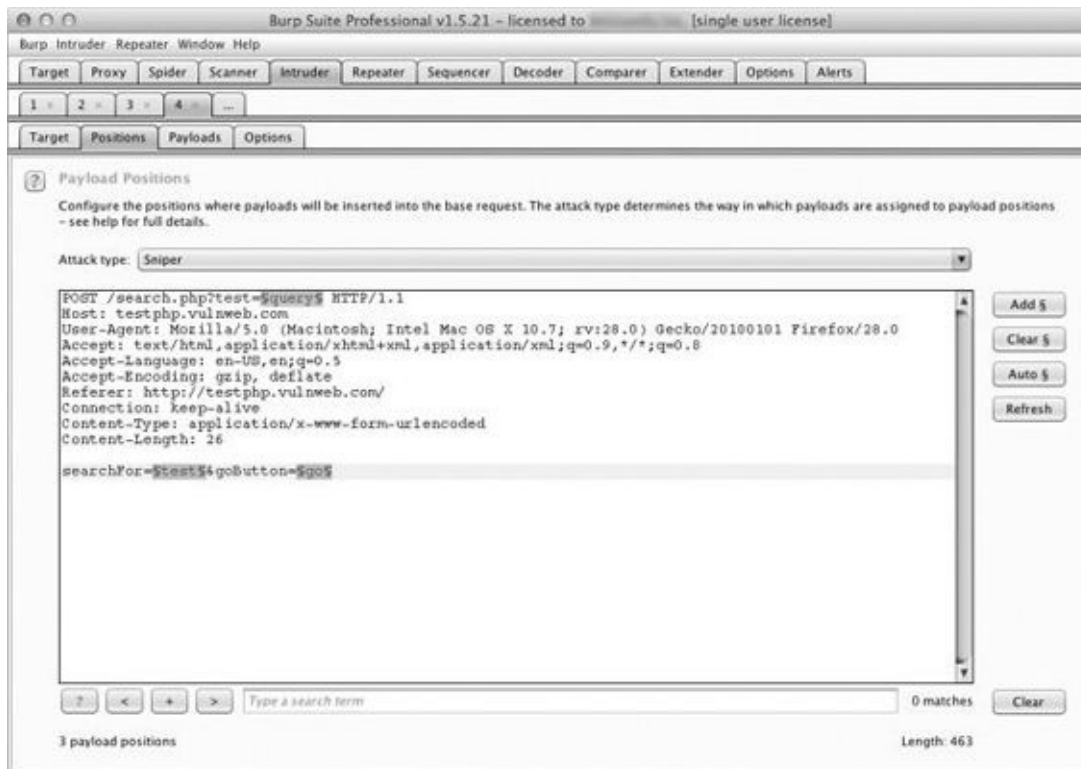 Burp Suite Professional v1.5.21 - licensed to [single user license]
Burp Intruder Repeater Window Help
Target Proxy Spider Scanner Intruder Repeater Sequencer Decoder Comparer Extender Options Alerts
1 × 2 × 3 × 4 × ...
Target Positions Payloads Options
? Payload Positions
Configure the positions where payloads will be inserted into the base request. The attack type determines the way in which payloads are assigned to payload positions
- see help for full details.
Attack type: Sniper
POST /search.php?test=§query§ HTTP/1.1
Host: testphp.vulnweb.com
User-Agent: Mozilla/5.0 (Macintosh; Intel Mac OS X 10.7; rv:28.0) Gecko/20100101 Firefox/28.0
Accept: text/html,application/xhtml+xml,application/xml;q=0.9,*/*;q=0.8
Accept-Language: en-US,en;q=0.5
Accept-Encoding: gzip, deflate
Referer: http://testphp.vulnweb.com/
Connection: keep-alive
Content-Type: application/x-www-form-urlencoded
Content-Length: 26
searchFor=§test§&goButton=§go§
Add §
Clear §
Auto §
Refresh
? < + > Type a search term 0 matches Clear
3 payload positions Length: 463